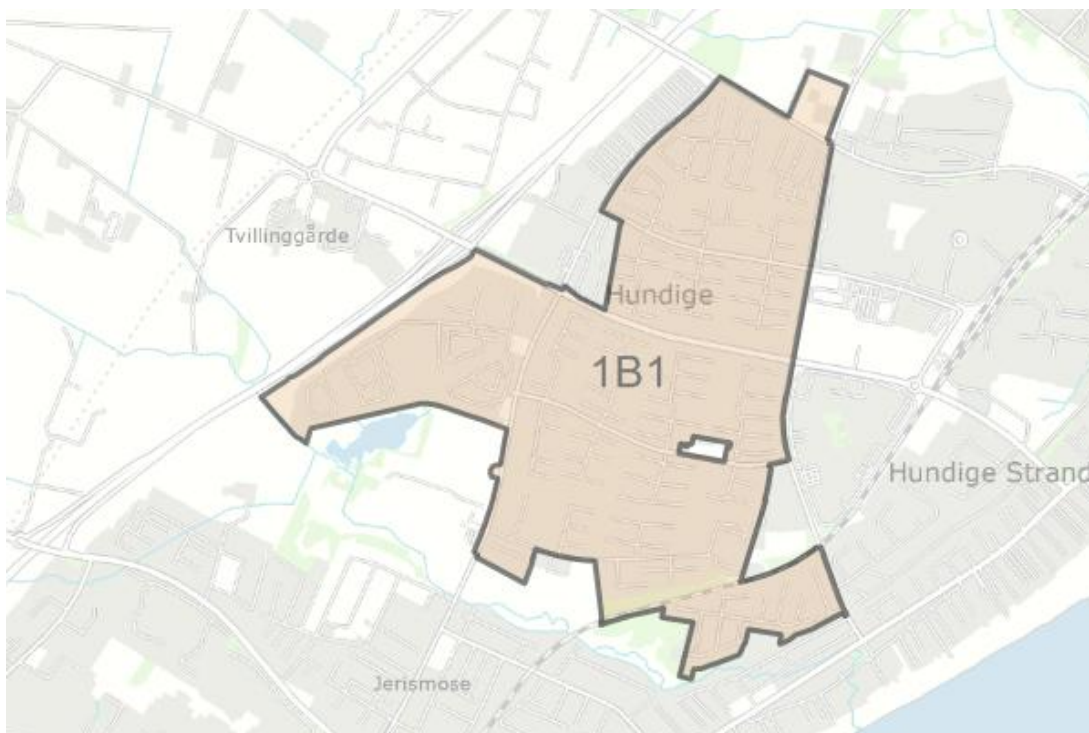 Tvillinggårde
Hundige
1B1
Hundige Strand
Jerismose